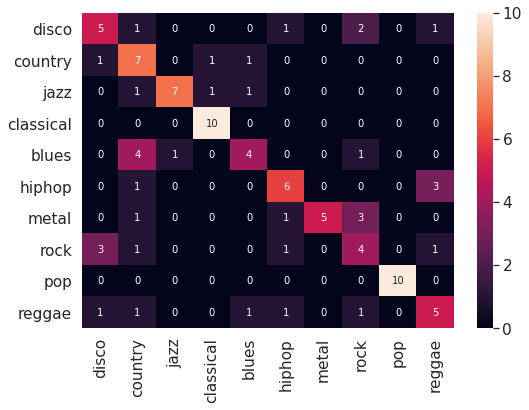 disco 5 1 0 0 0 1 0 2 0 1
country 1 7 0 1 1 0 0 0 0 0
jazz 0 1 7 1 1 0 0 0 0 0
classical 0 0 0 10 0 0 0 0 0 0
blues 0 4 1 0 4 0 0 1 0 0
hiphop 0 1 0 0 0 6 0 0 0 3
metal 0 1 0 0 0 1 5 3 0 0
rock 3 1 0 0 0 1 0 4 0 1
pop 0 0 0 0 0 0 0 0 10 0
reggae 1 1 0 0 1 1 0 1 0 5
disco country jazz classical blues hiphop metal rock pop reggae
10
8
6
4
2
0